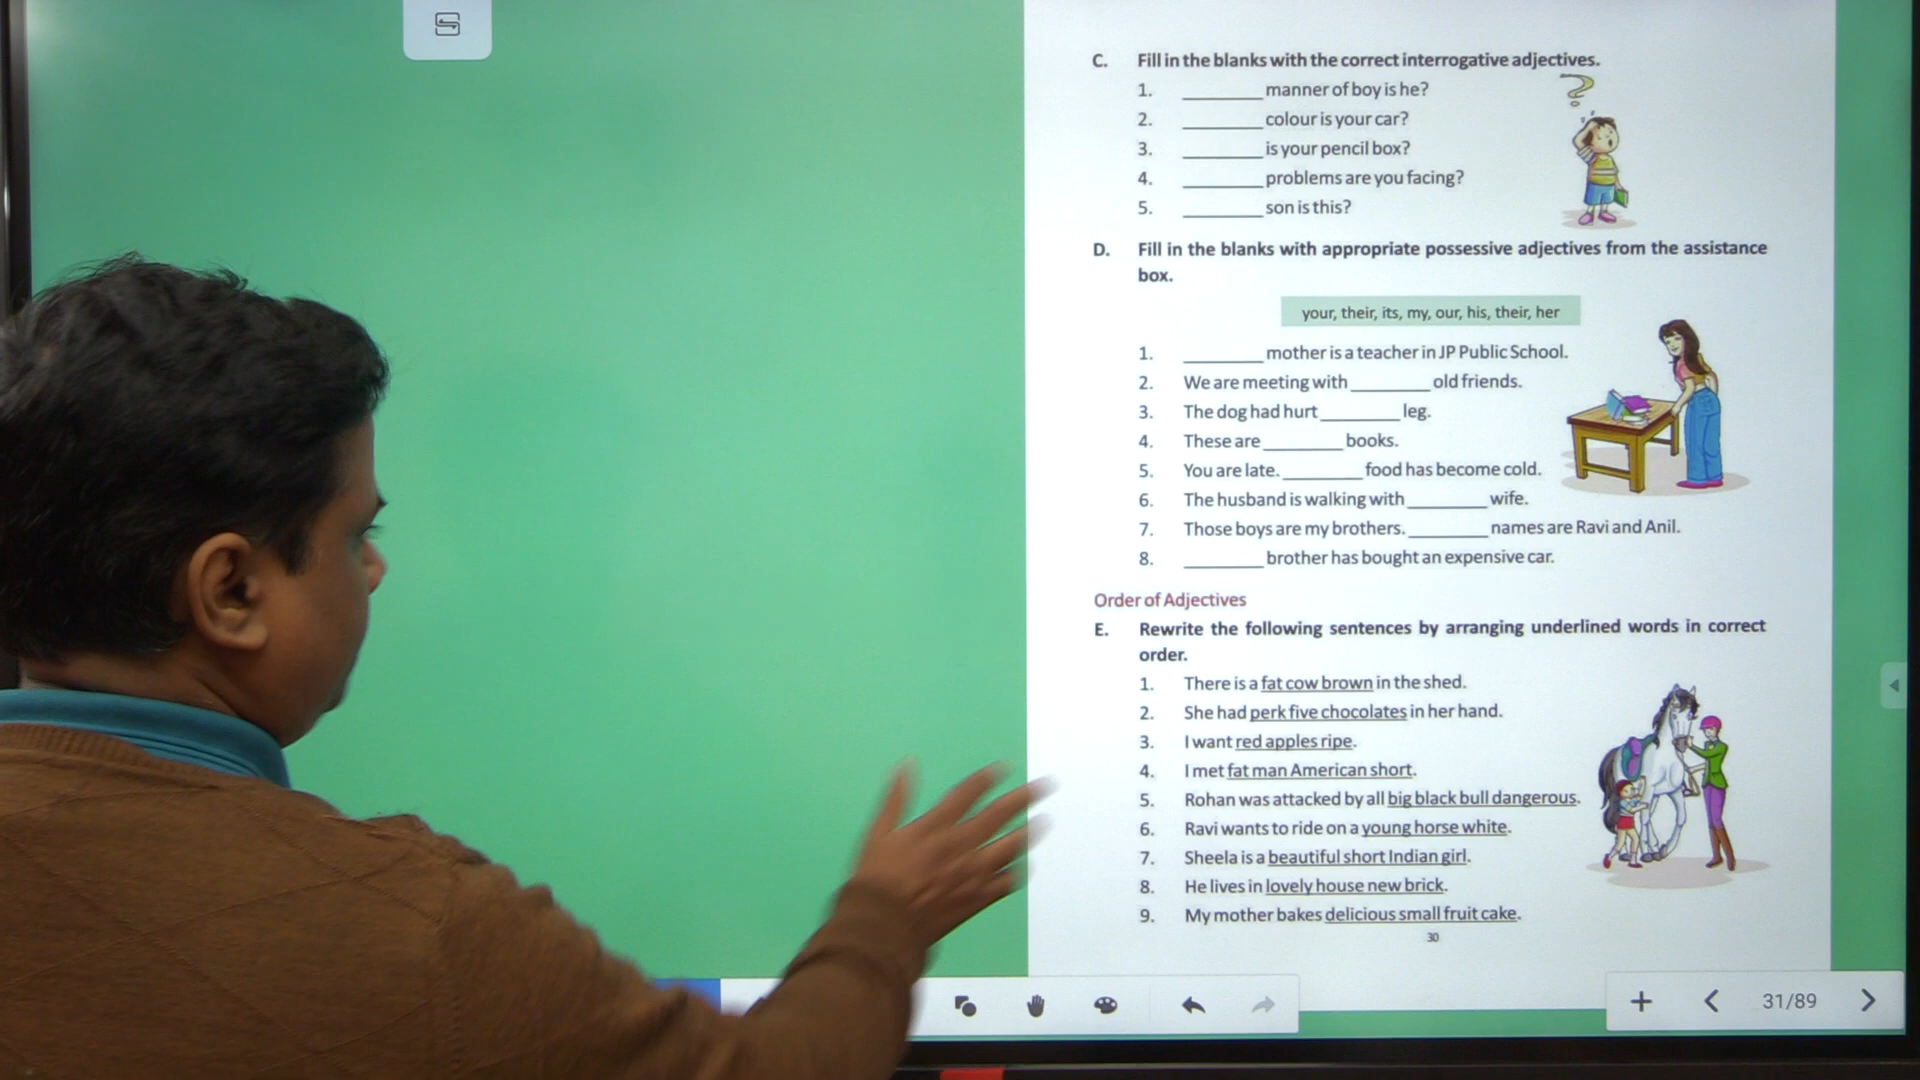 C. Fill in the blanks with the correct interrogative adjectives.
1. ________ manner of boy is he?
2. ________ colour is your car?
3. ________ is your pencil box?
4. ________ problems are you facing?
5. ________ son is this?
D. Fill in the blanks with appropriate possessive adjectives from the assistance
box.
your, their, its, my, our, his, their, her
1. ________ mother is a teacher in JP Public School.
2. We are meeting with ________ old friends.
3. The dog had hurt ________ leg.
4. These are ________ books.
5. You are late. ________ food has become cold.
6. The husband is walking with ________ wife.
7. Those boys are my brothers. ________ names are Ravi and Anil.
8. ________ brother has bought an expensive car.
Order of Adjectives
E. Rewrite the following sentences by arranging underlined words in correct
order.
1. There is a fat cow brown in the shed.
2. She had perk five chocolates in her hand.
3. I want red apples ripe.
4. I met fat man American short.
5. Rohan was attacked by all big black bull dangerous.
6. Ravi wants to ride on a young horse white.
7. Sheela is a beautiful short Indian girl.
8. He lives in lovely house new brick.
9. My mother bakes delicious small fruit cake.
30
31/89